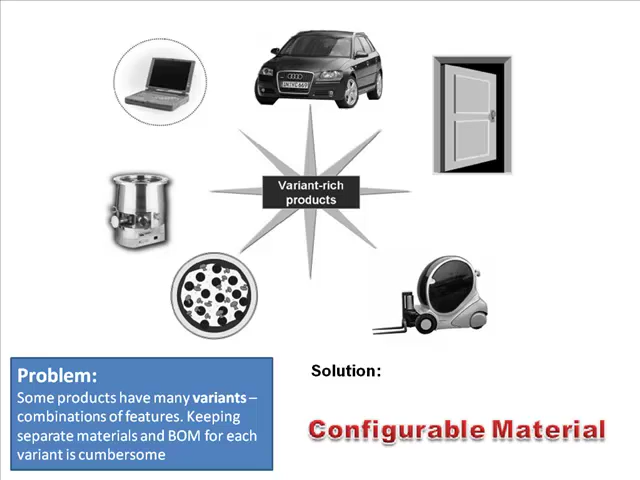 Variant-rich
products
Problem:
Some products have many variants –
combinations of features. Keeping
separate materials and BOM for each
variant is cumbersome
Solution:
Configurable Material